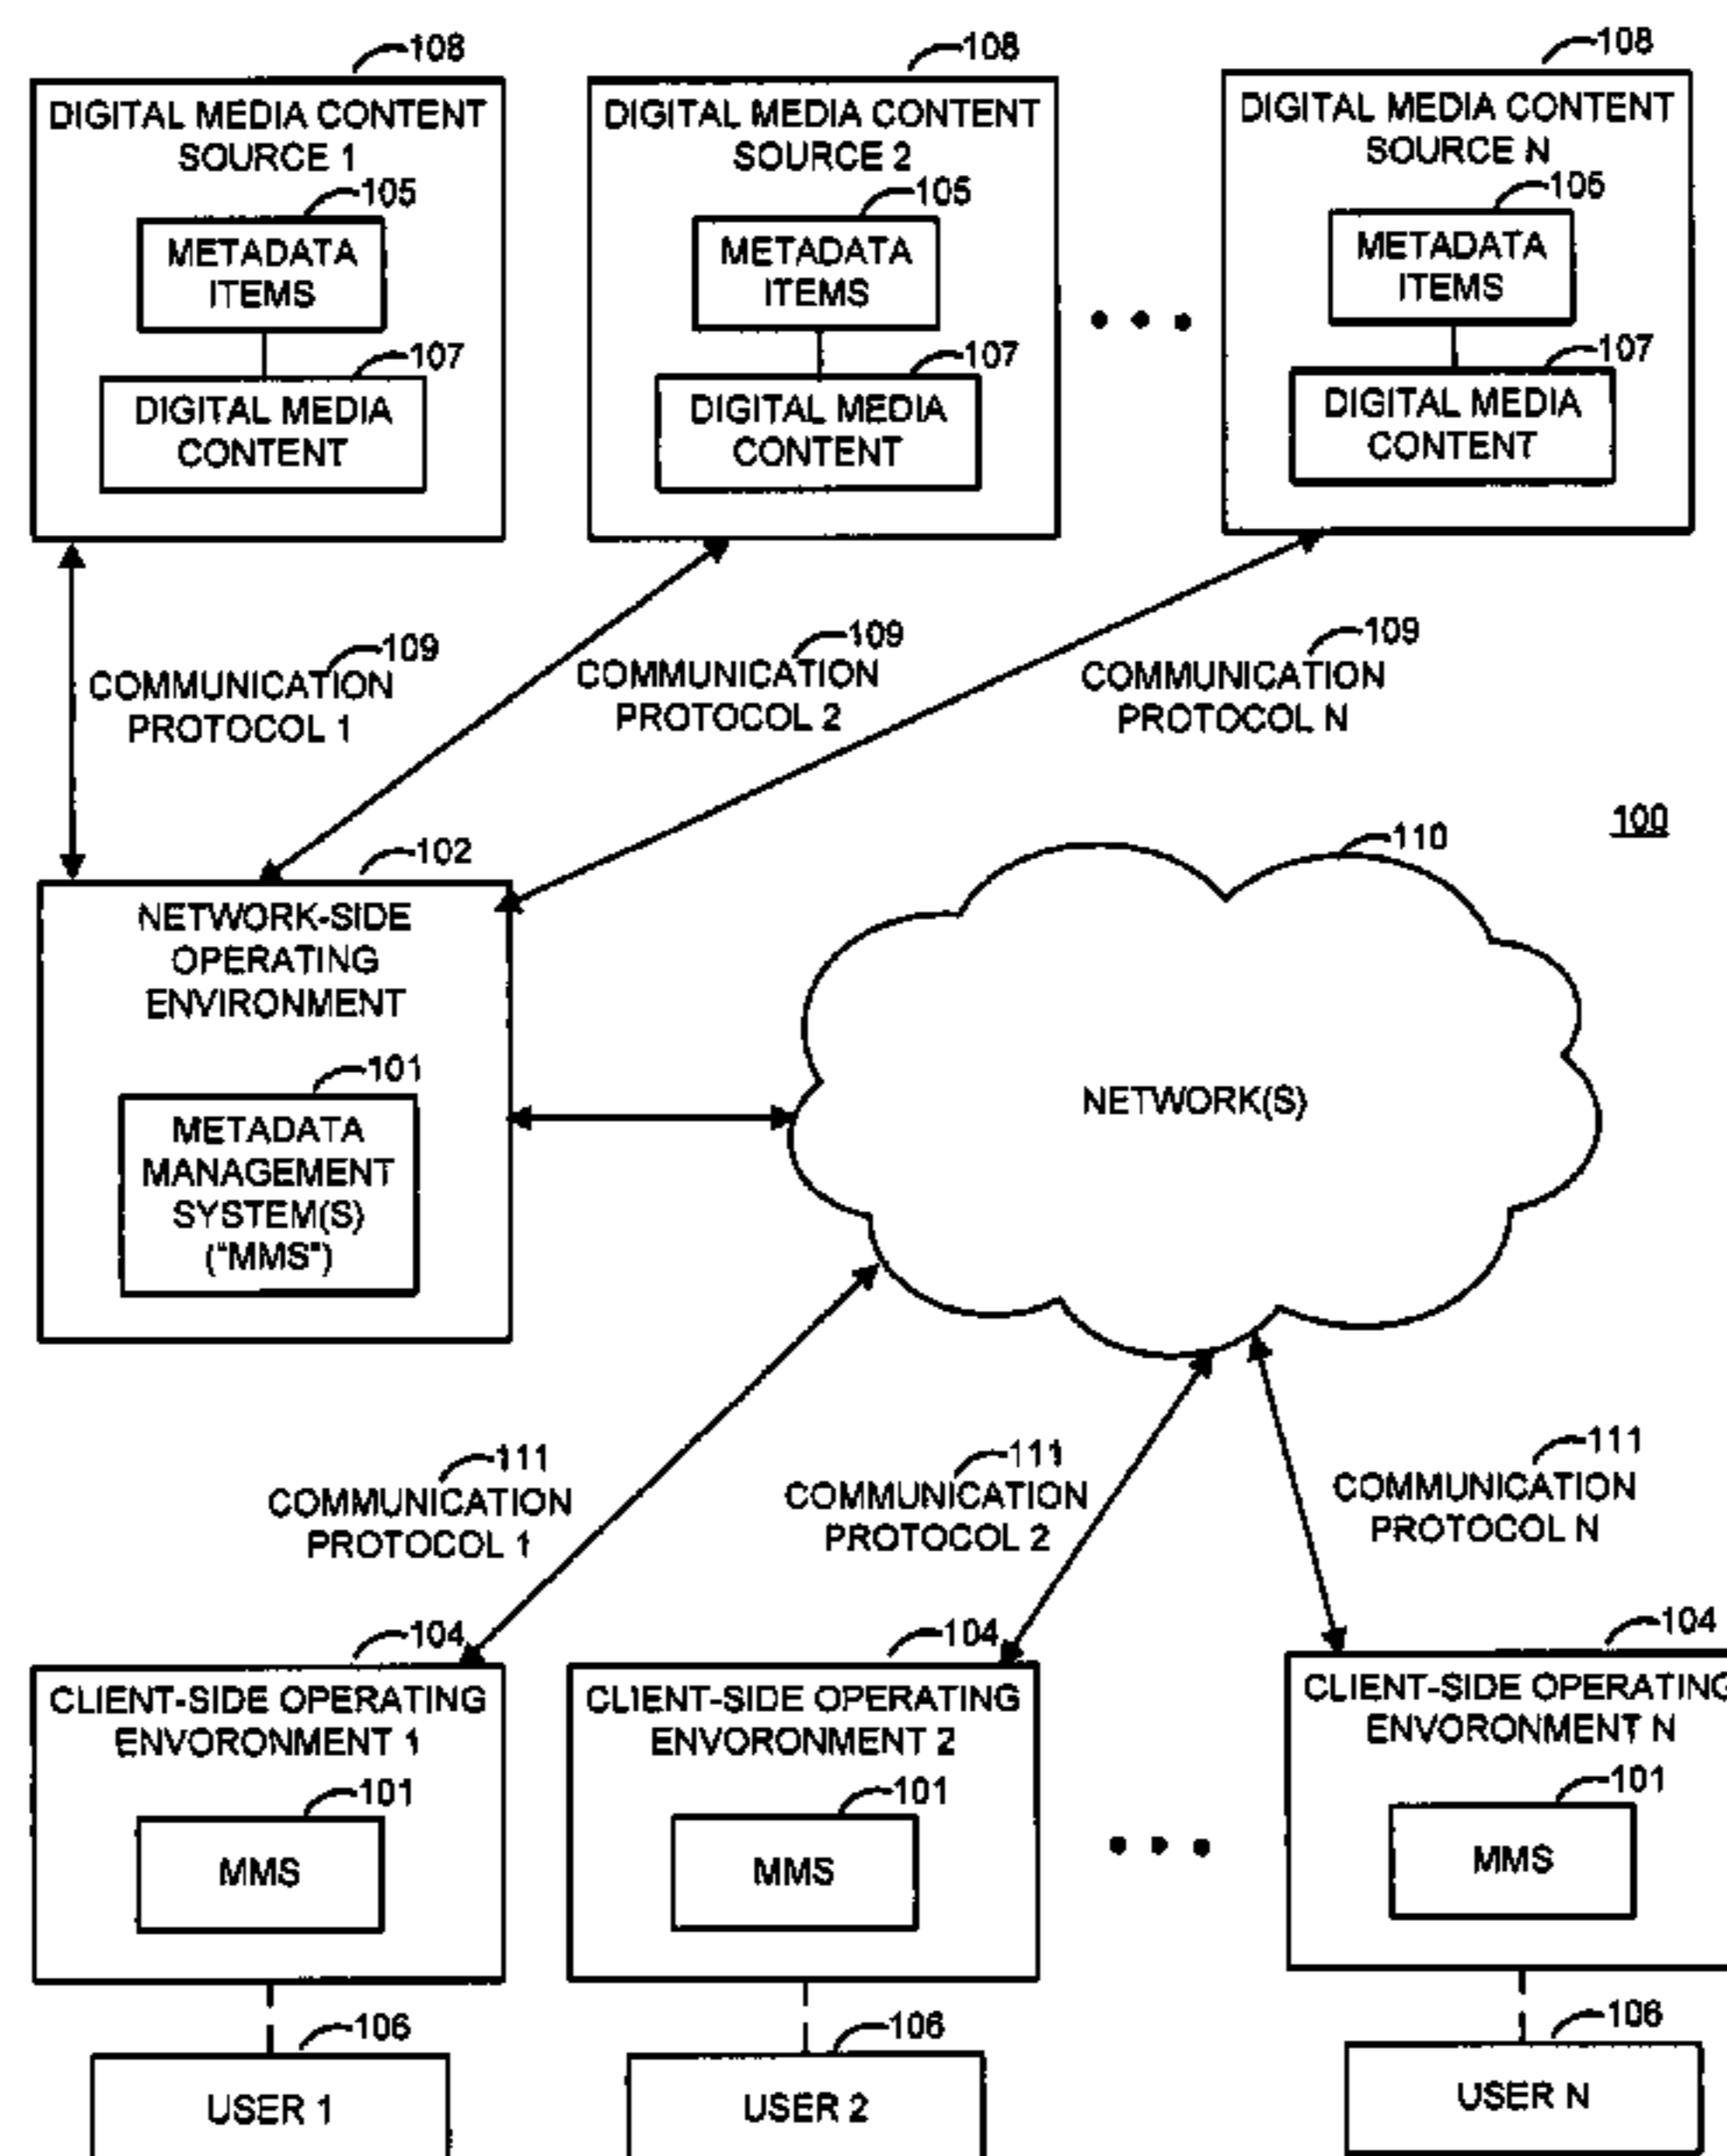 108
DIGITAL MEDIA CONTENT
SOURCE 1
105
METADATA
ITEMS
107
DIGITAL MEDIA
CONTENT
108
DIGITAL MEDIA CONTENT
SOURCE 2
105
METADATA
ITEMS
107
DIGITAL MEDIA
CONTENT
108
DIGITAL MEDIA CONTENT
SOURCE N
105
METADATA
ITEMS
107
DIGITAL MEDIA
CONTENT
109
COMMUNICATION
PROTOCOL 1
109
COMMUNICATION
PROTOCOL 2
109
COMMUNICATION
PROTOCOL N
100
102
NETWORK-SIDE
OPERATING
ENVIRONMENT
101
METADATA
MANAGEMENT
SYSTEM(S)
("MMS")
110
NETWORK(S)
111
COMMUNICATION
PROTOCOL 1
111
COMMUNICATION
PROTOCOL 2
111
COMMUNICATION
PROTOCOL N
104
CLIENT-SIDE OPERATING
ENVORONMENT 1
101
MMS
106
USER 1
104
CLIENT-SIDE OPERATING
ENVORONMENT 2
101
MMS
106
USER 2
104
CLIENT-SIDE OPERATING
ENVORONMENT N
101
MMS
106
USER N